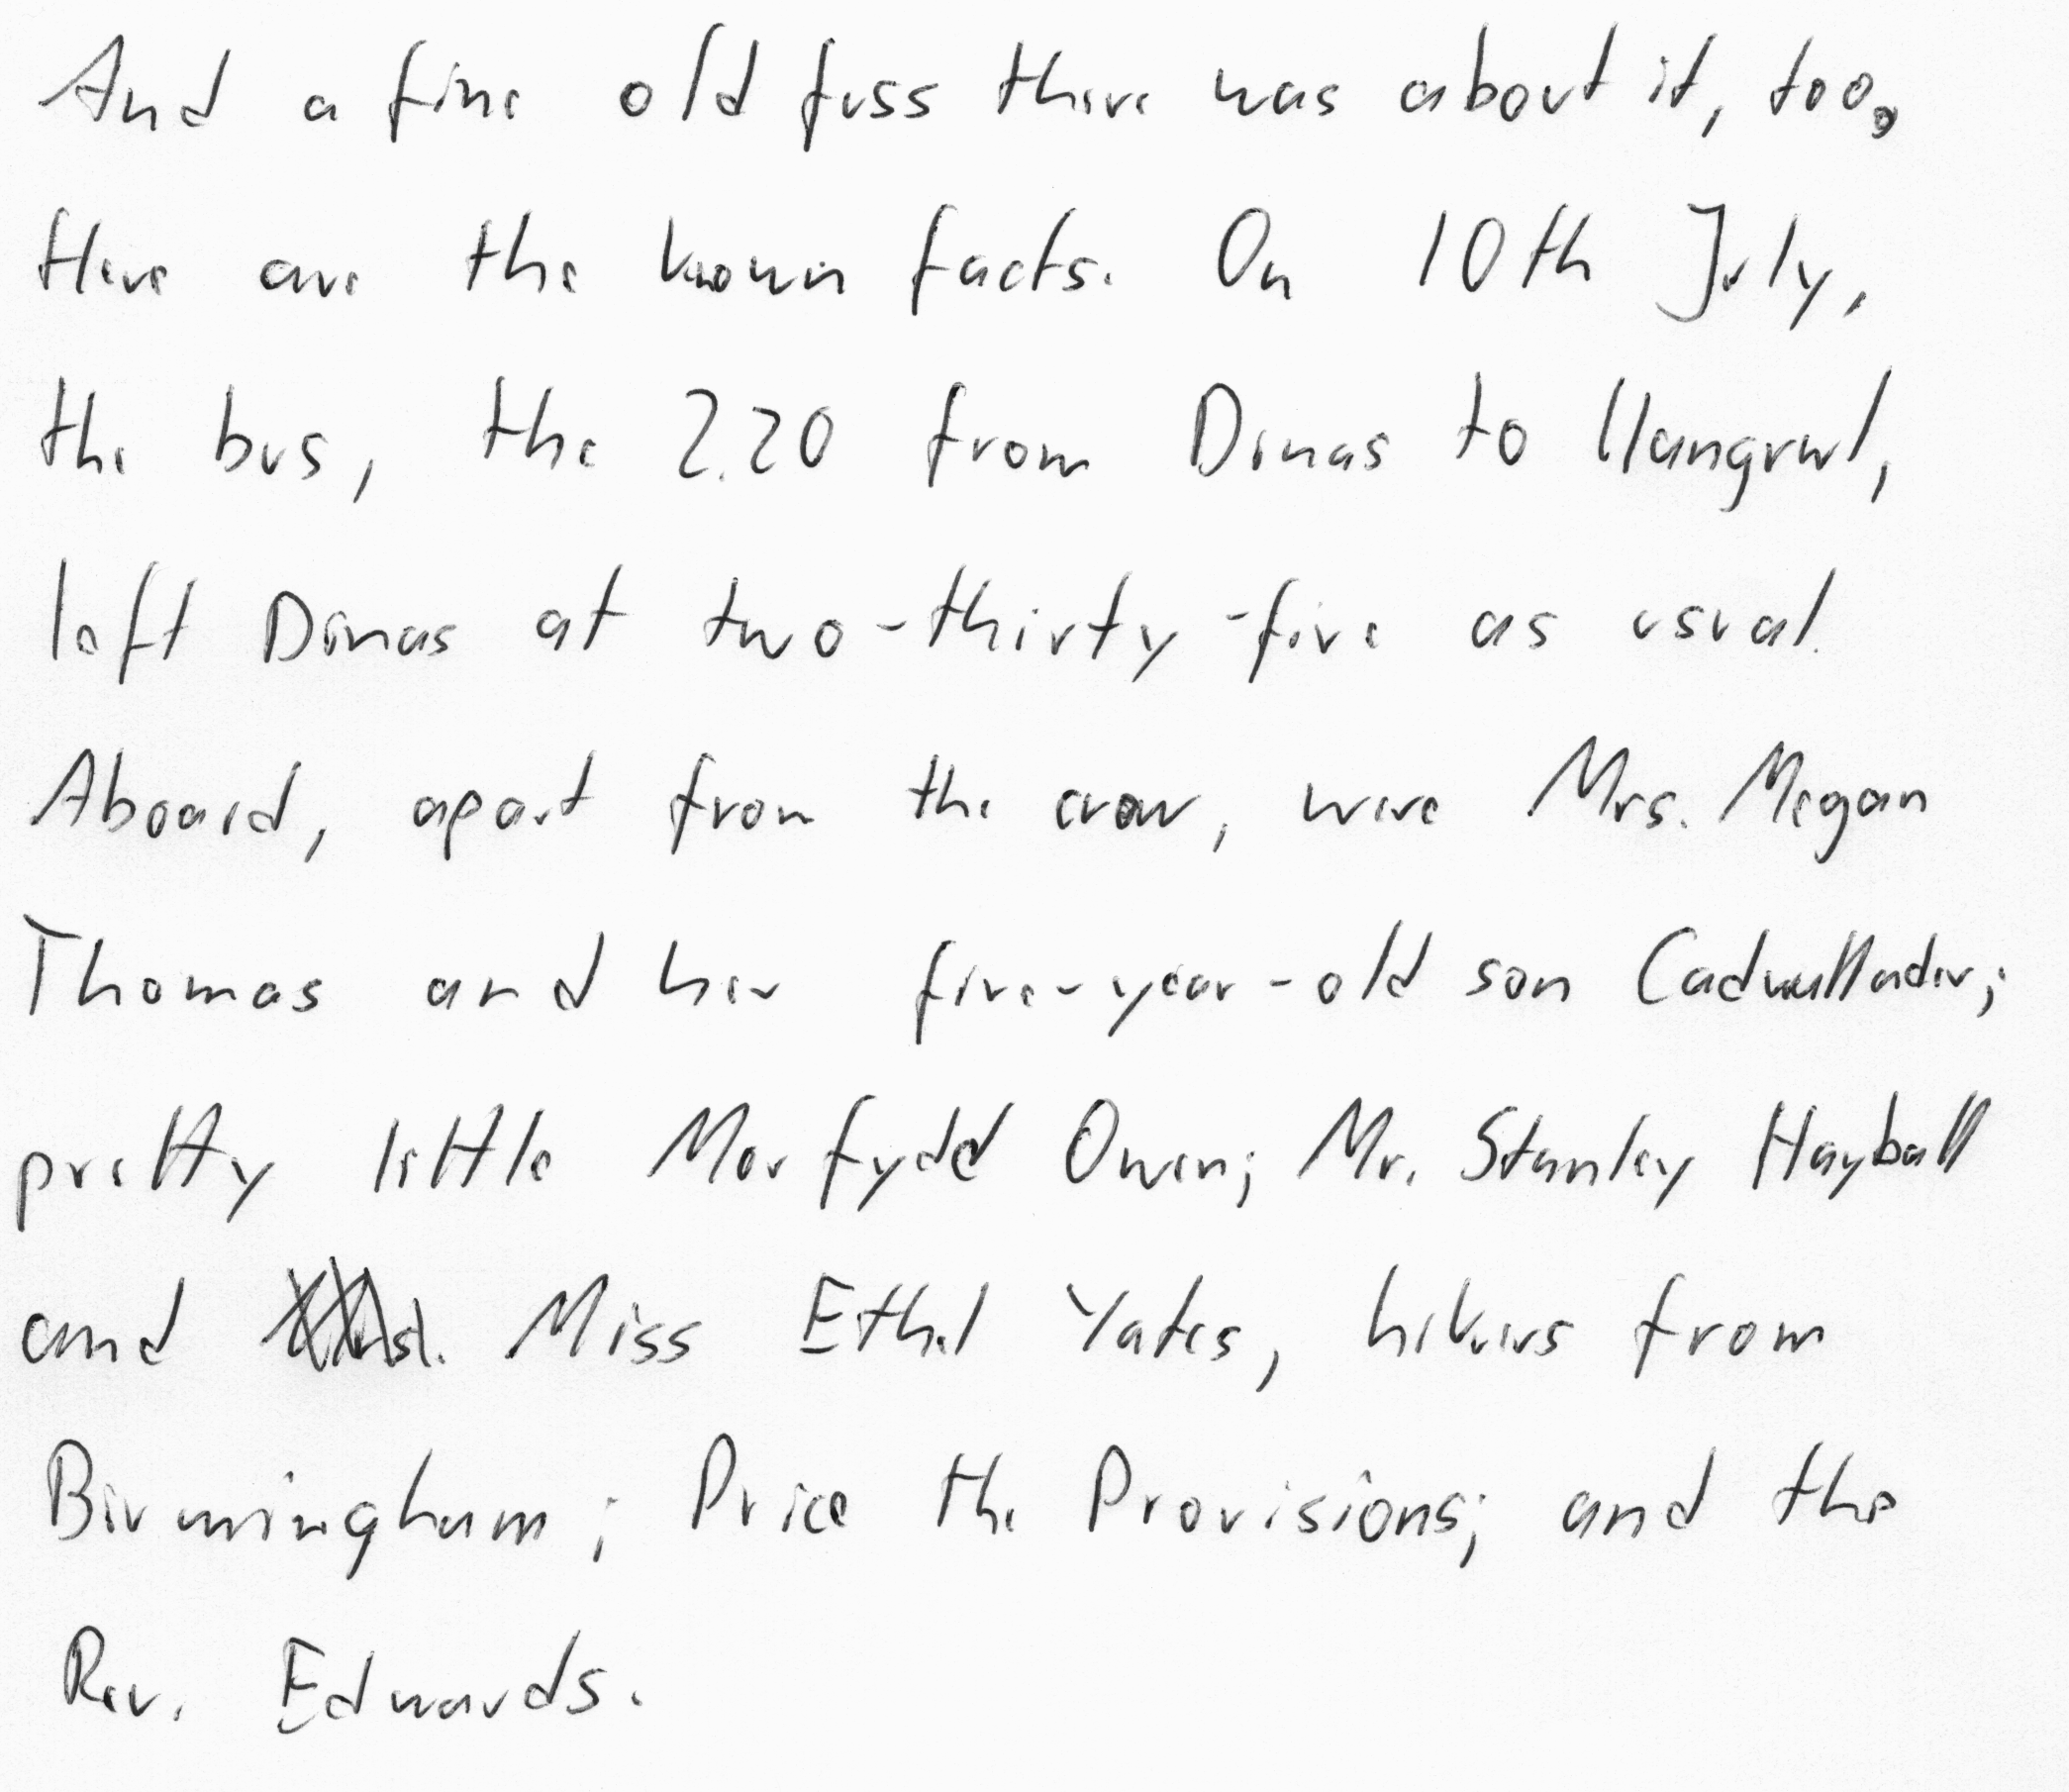 And a fine old fuss there was about it, too.
Here are the known facts. On 10th July,
the bus, the 2.20 from Dinas to Llangrwl,
left Dinas at two-thirty-five as usual.
Aboard, apart from the crew, were Mrs. Megan
Thomas and her five-year-old son Cadwallader;
pretty little Morfydd Owen; Mr. Stanley Hayball
and Miss Ethel Yates, hikers from
Birmingham; Price the Provisions; and the
Rev. Edwards.